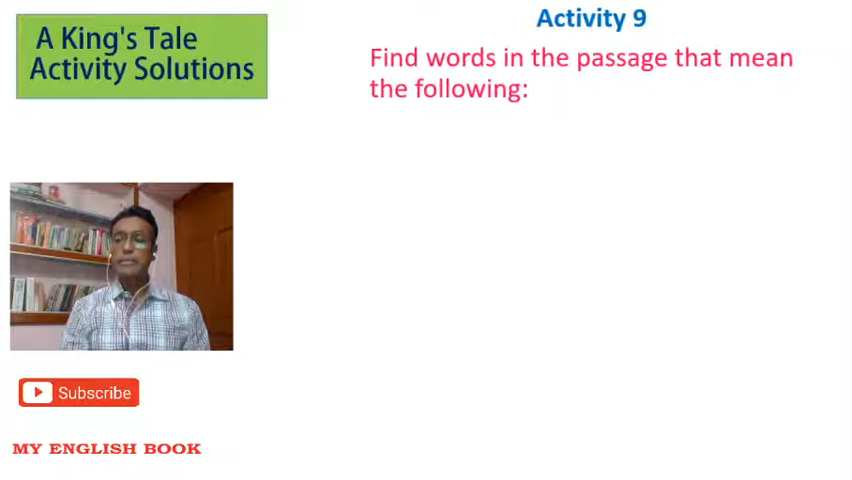 A King's Tale
Activity Solutions
Activity 9
Find words in the passage that mean
the following:
Subscribe
MY ENGLISH BOOK